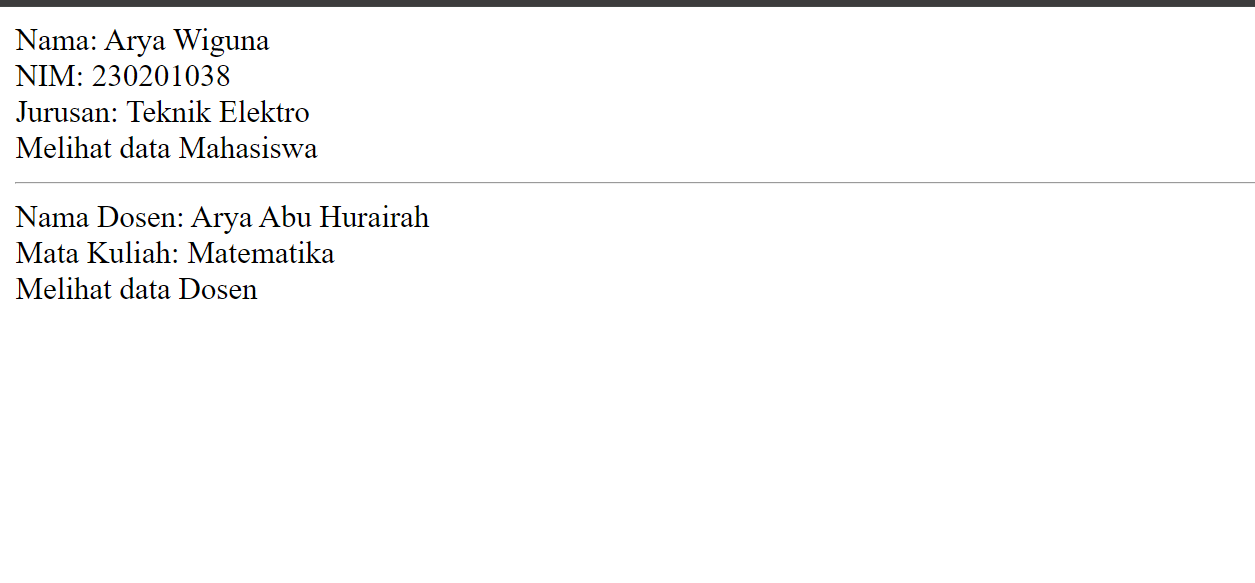 Nama: Arya Wiguna
NIM: 230201038
Jurusan: Teknik Elektro
Melihat data Mahasiswa
Nama Dosen: Arya Abu Hurairah
Mata Kuliah: Matematika
Melihat data Dosen